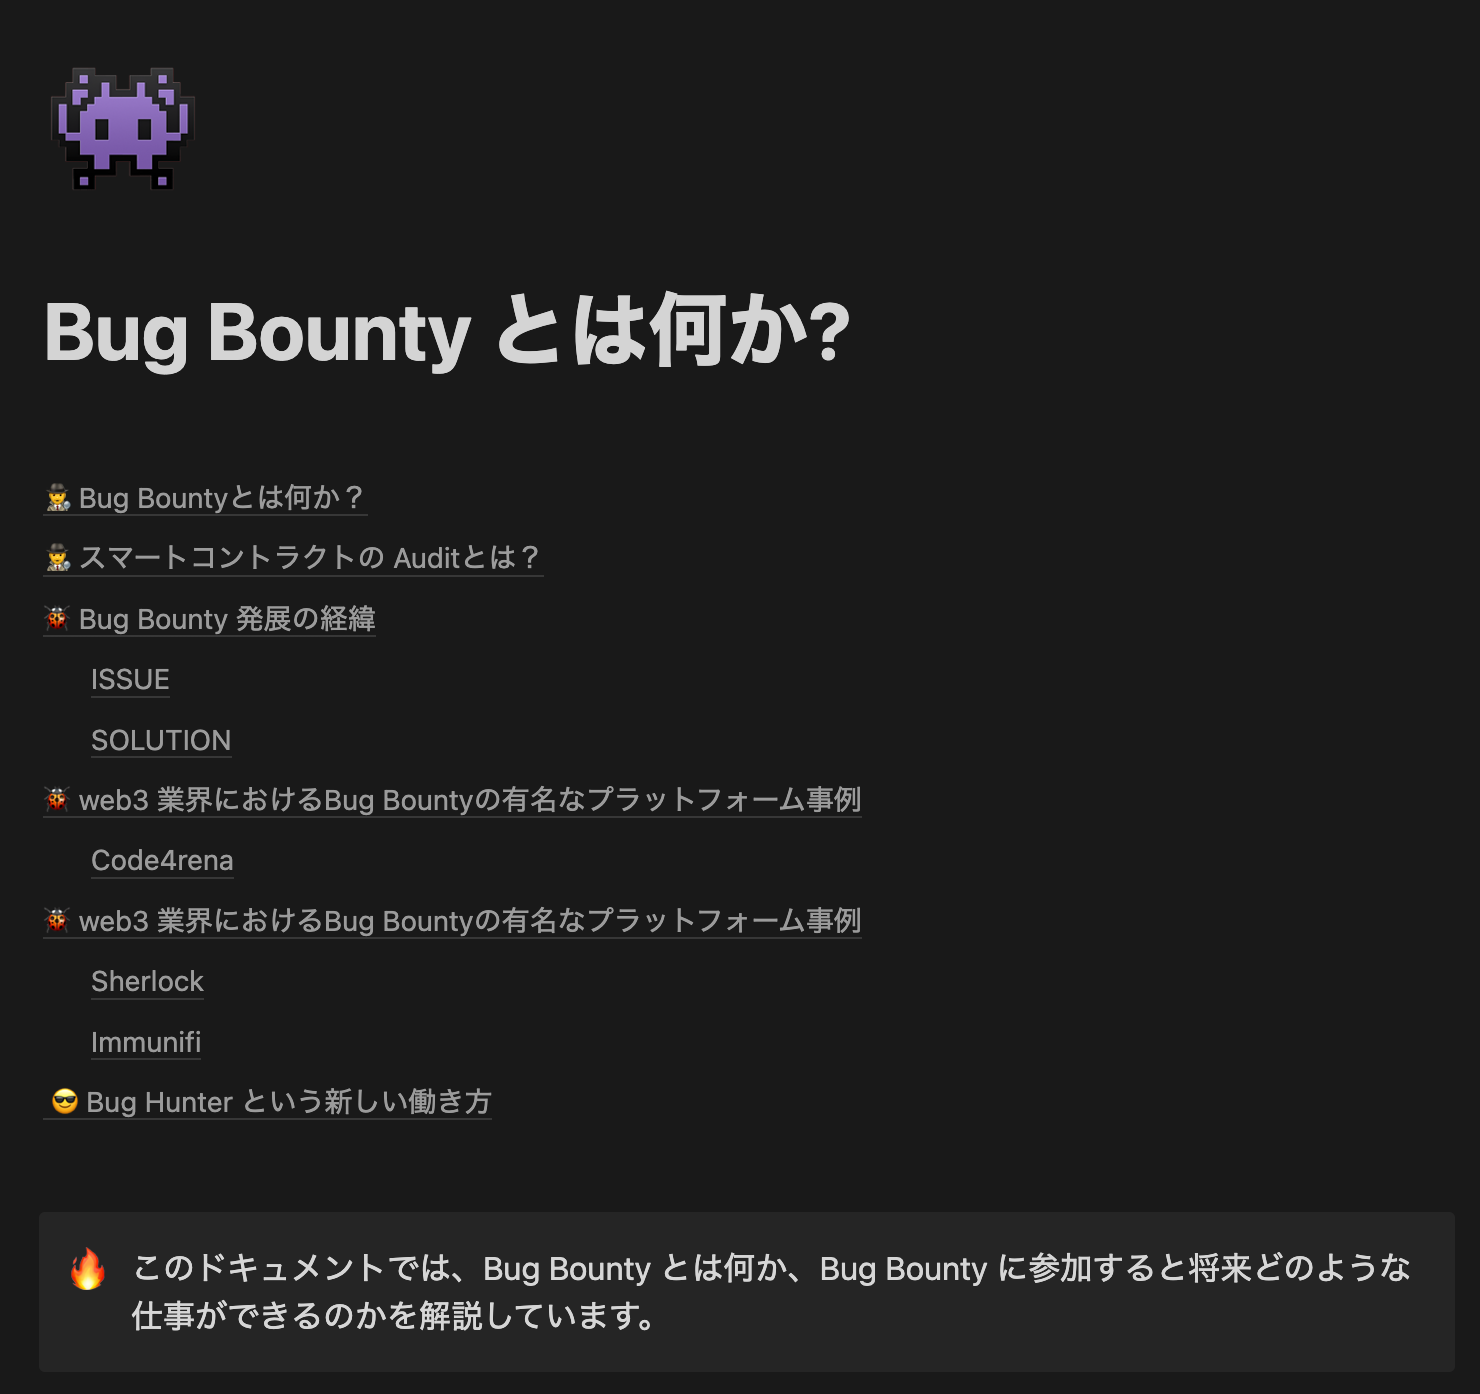 Bug Bounty とは何か?
Bug Bountyとは何か？
スマートコントラクトの Auditとは？
Bug Bounty 発展の経緯
ISSUE
SOLUTION
web3 業界におけるBug Bountyの有名なプラットフォーム事例
Code4rena
web3 業界におけるBug Bountyの有名なプラットフォーム事例
Sherlock
Immunifi
Bug Hunter という新しい働き方
このドキュメントでは、Bug Bounty とは何か、Bug Bounty に参加すると将来どのような
仕事ができるのかを解説しています。